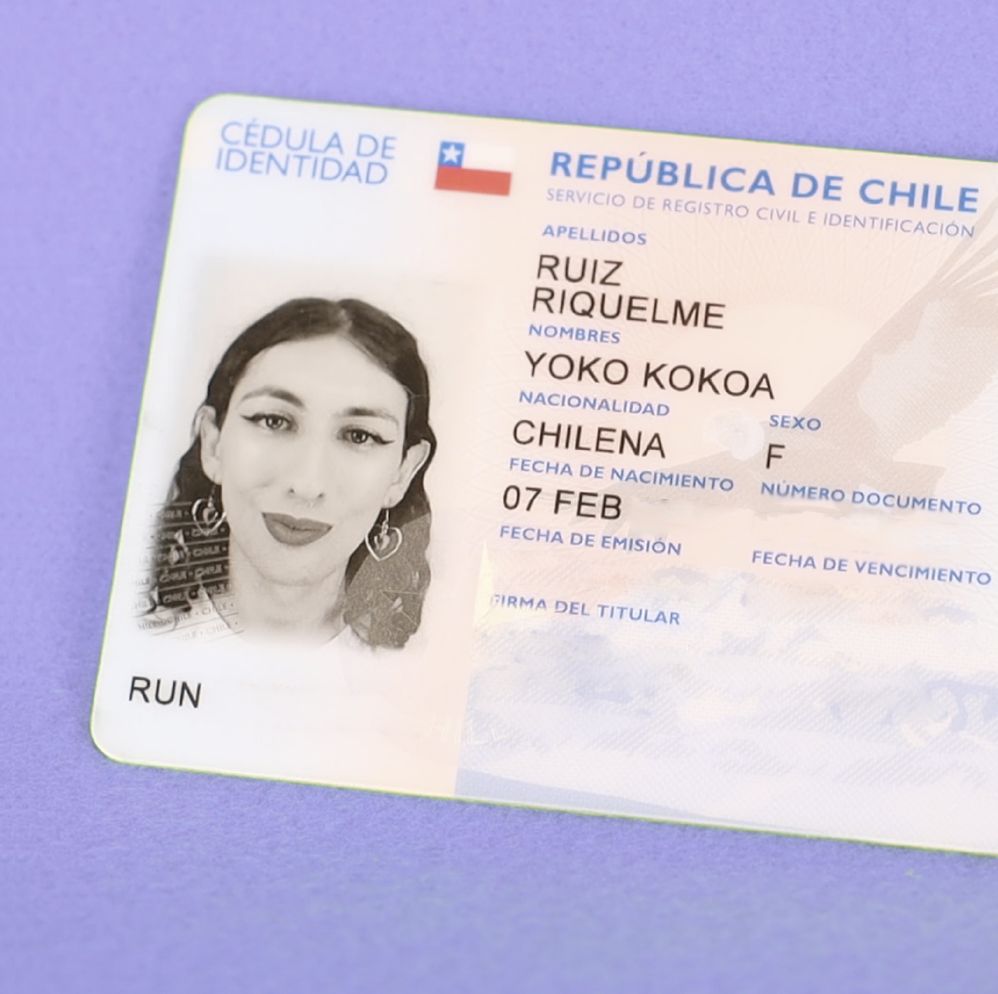 CÉDULA DE
IDENTIDAD
REPÚBLICA DE CHILE
SERVICIO DE REGISTRO CIVIL E IDENTIFICACIÓN
APELLIDOS
RUIZ
RIQUELME
NOMBRES
YOKO KOKOA
NACIONALIDAD
SEXO
CHILENA
F
FECHA DE NACIMIENTO
NÚMERO DOCUMENTO
07 FEB
FECHA DE EMISIÓN
FECHA DE VENCIMIENTO
FIRMA DEL TITULAR
RUN